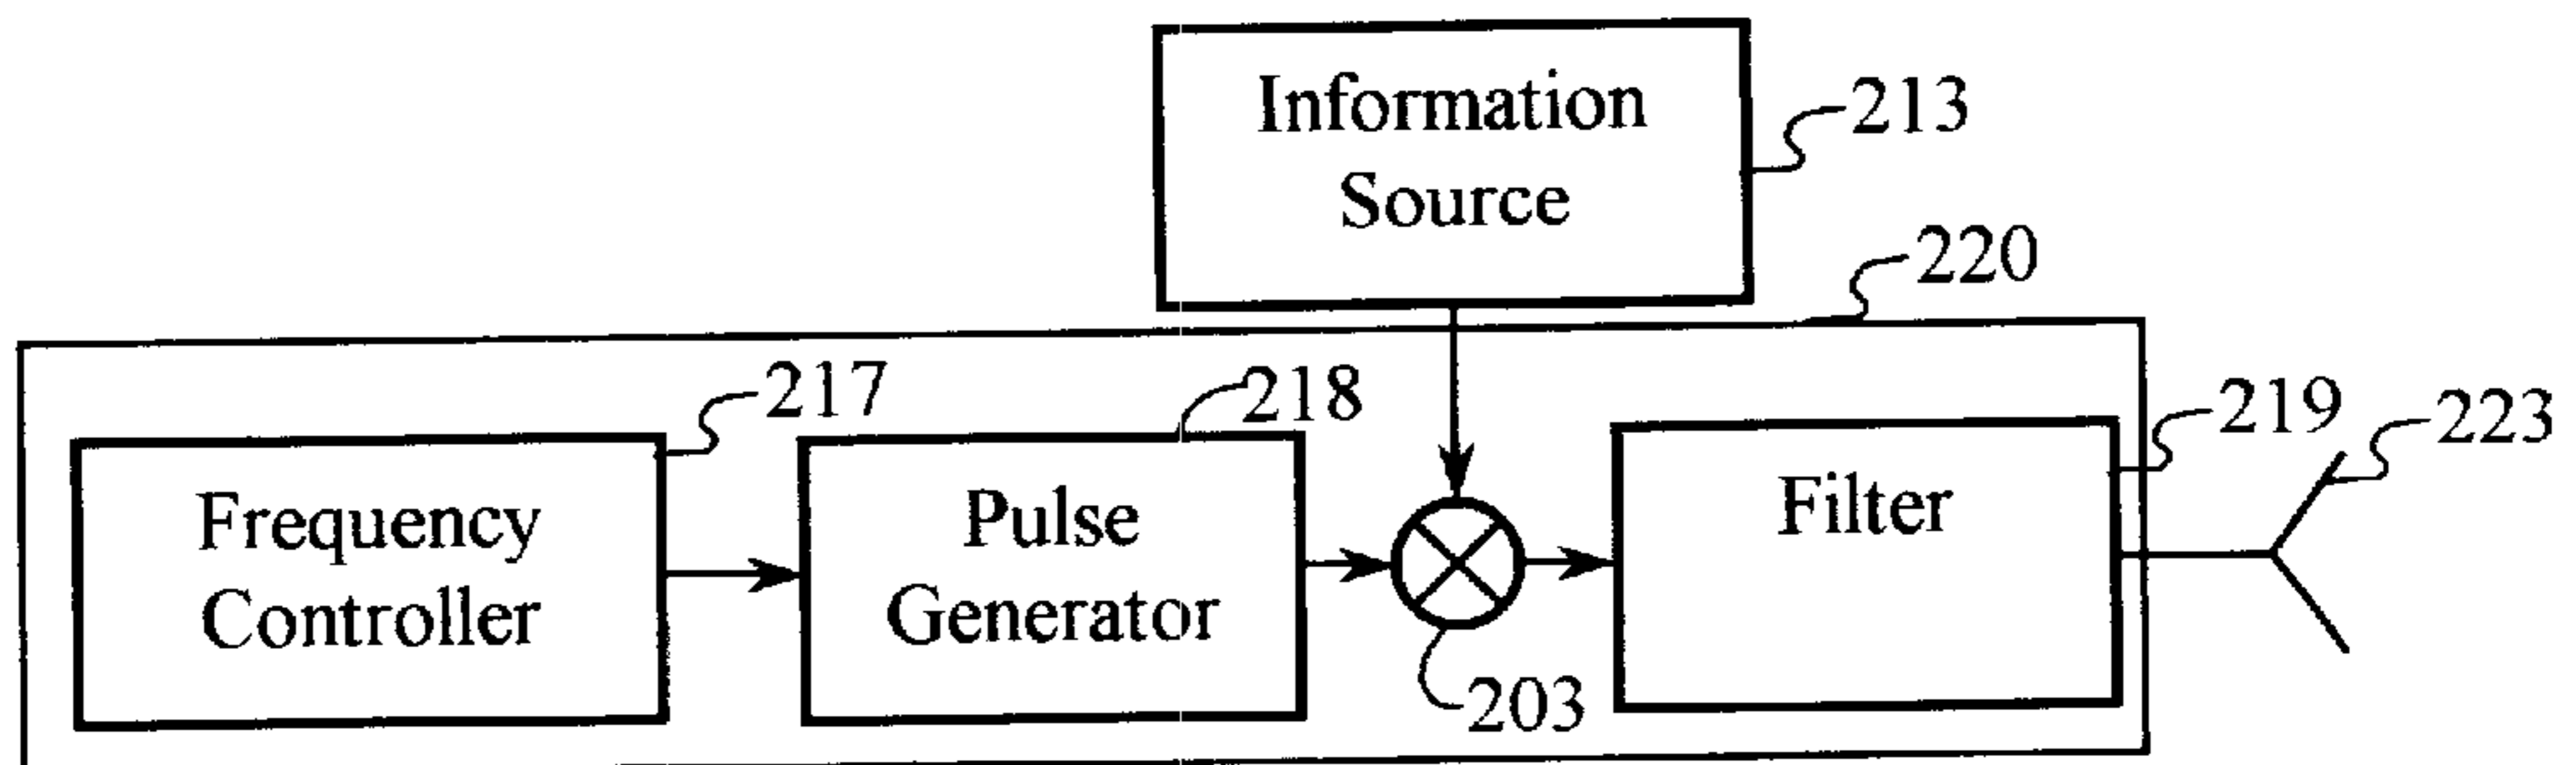 Information
Source
213
220
217
218
219
223
Frequency
Controller
Pulse
Generator
Filter
203